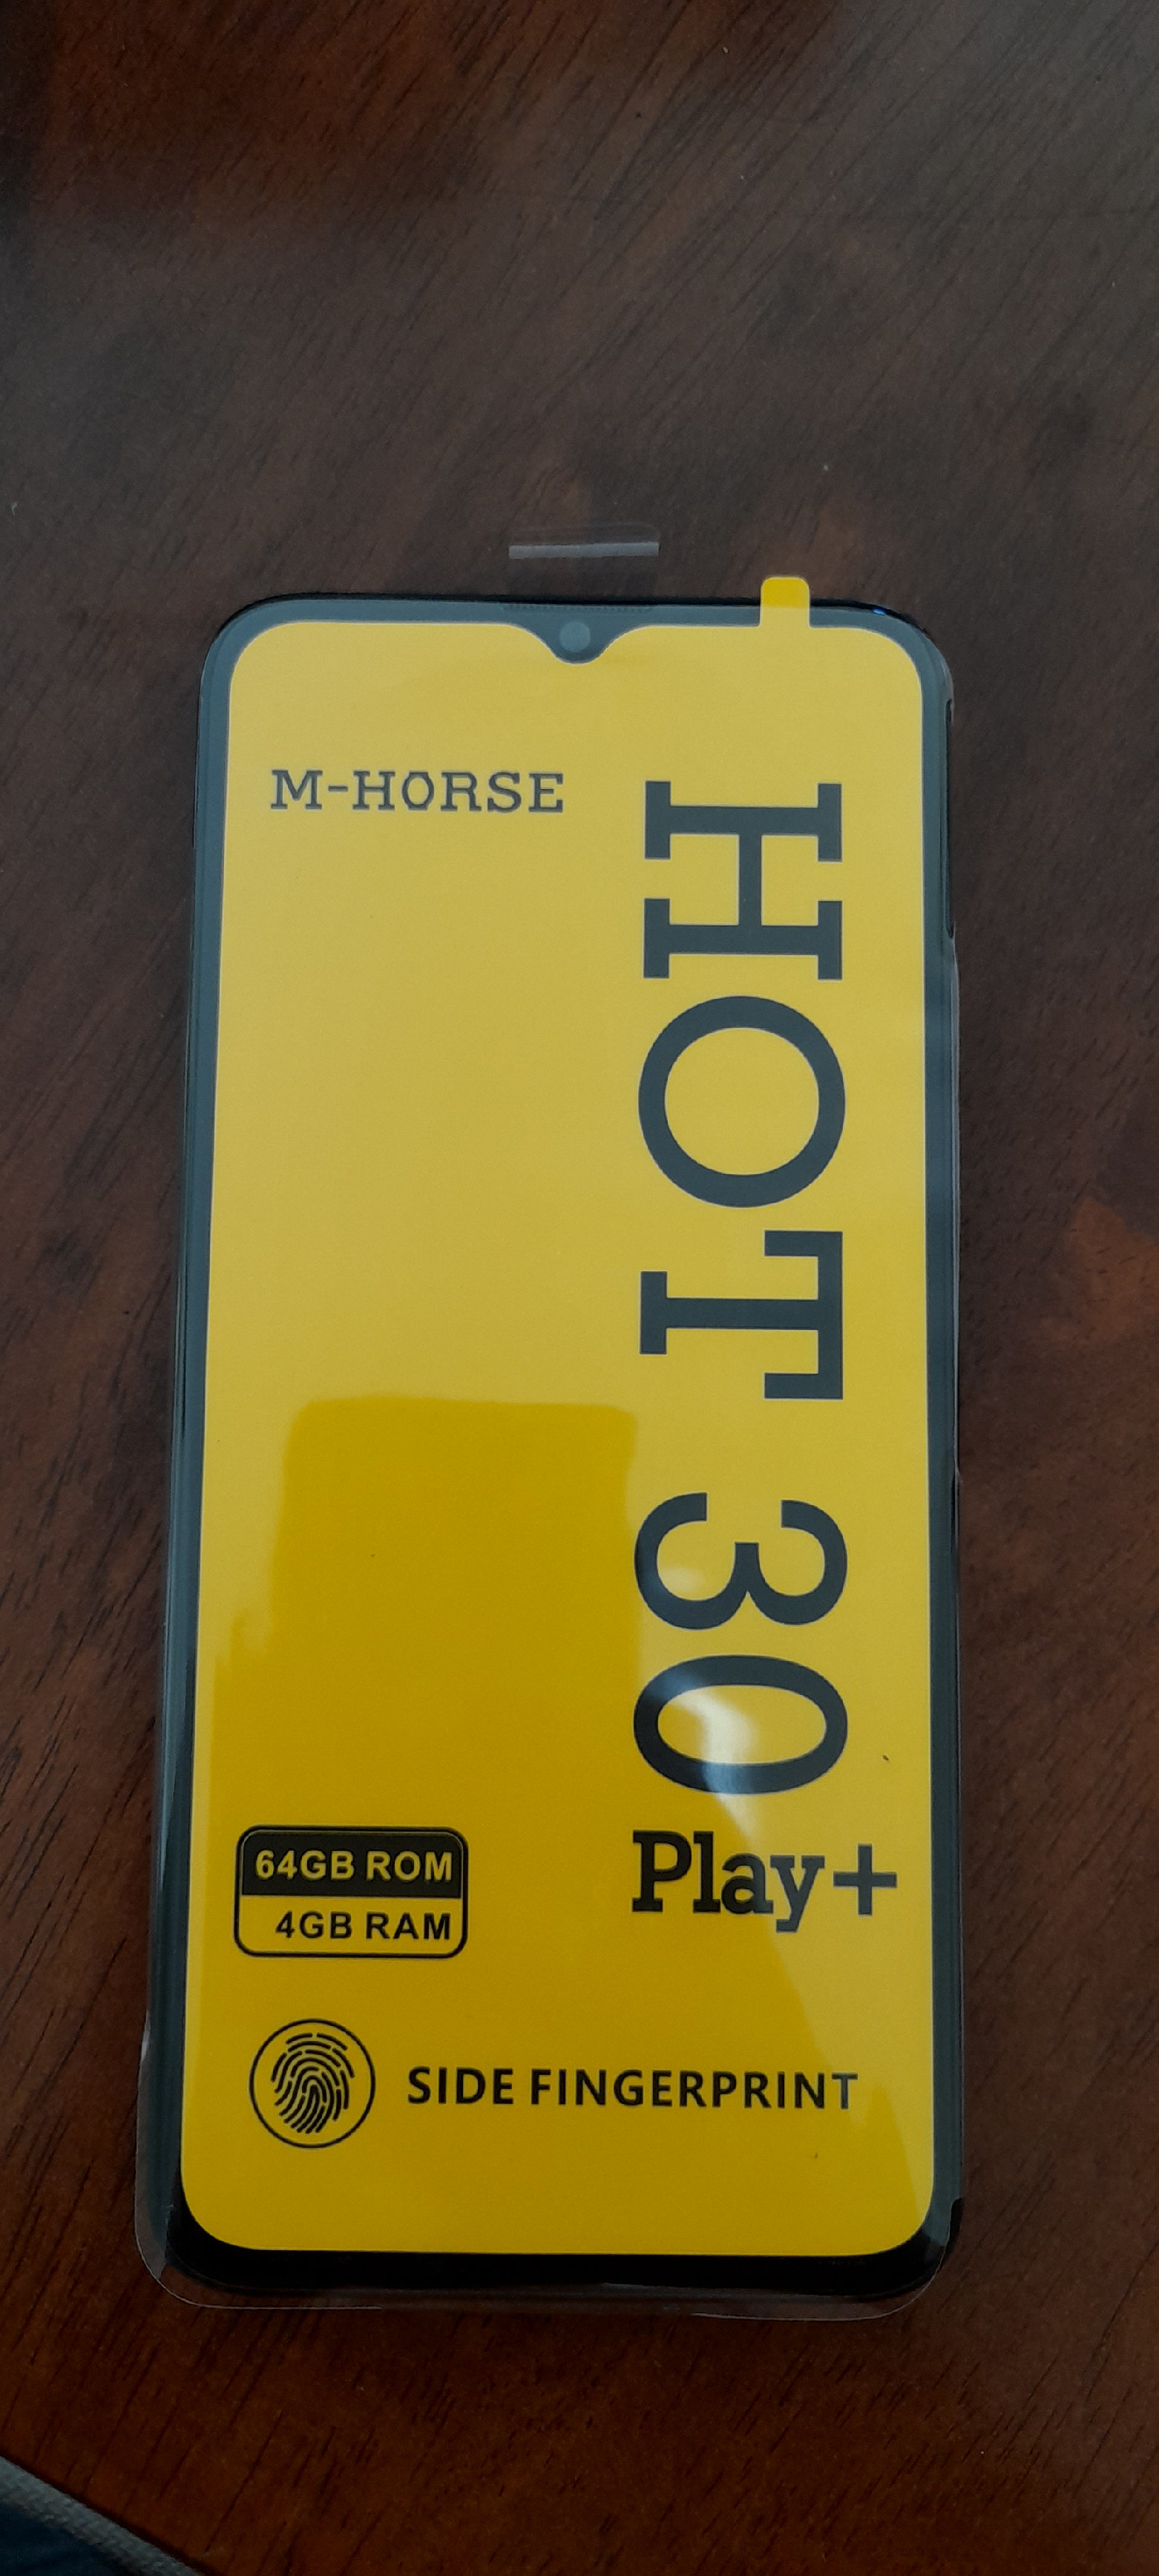 M-HORSE
HOT 30
Play+
64GB ROM
4GB RAM
SIDE FINGERPRINT